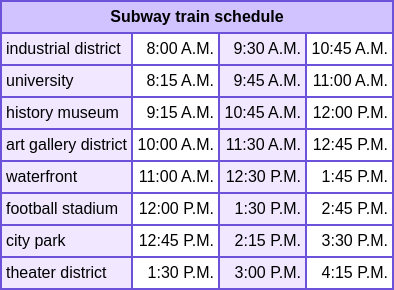 Subway train schedule
industrial district 8:00 A.M. 9:30 A.M. 10:45 A.M.
university 8:15 A.M. 9:45 A.M. 11:00 A.M.
history museum 9:15 A.M. 10:45 A.M. 12:00 P.M.
art gallery district 10:00 A.M. 11:30 A.M. 12:45 P.M.
waterfront 11:00 A.M. 12:30 P.M. 1:45 P.M.
football stadium 12:00 P.M. 1:30 P.M. 2:45 P.M.
city park 12:45 P.M. 2:15 P.M. 3:30 P.M.
theater district 1:30 P.M. 3:00 P.M. 4:15 P.M.